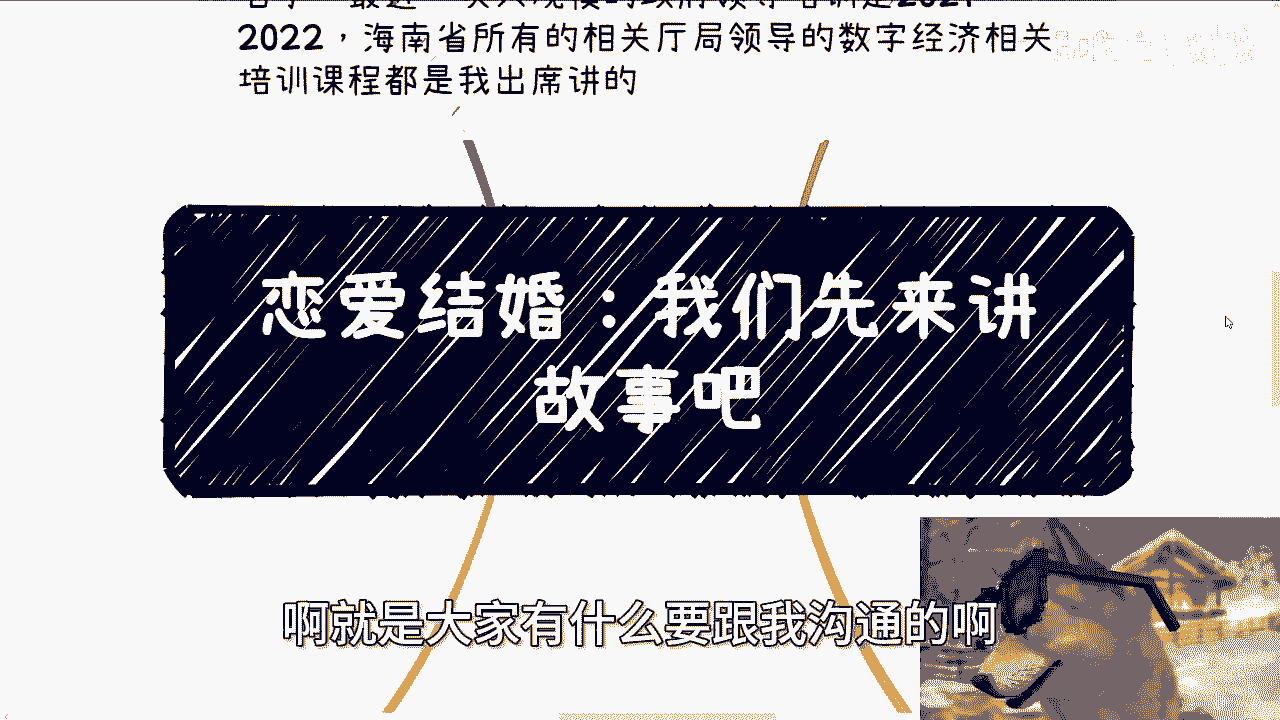 2022，海南省所有的相关厅局领导的数字经济相关
培训课程都是我出席讲的
恋爱结婚：我们先来讲
故事吧
啊就是大家有什么要跟我沟通的啊